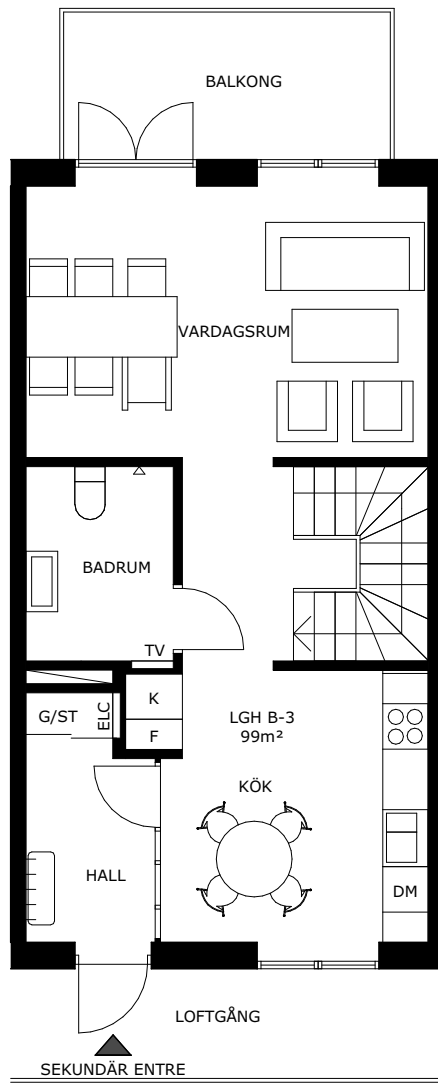 BALKONG
VARDAGSRUM
BADRUM
TV
K
F
G/ST
ELC
LGH B-3
99m²
KÖK
HALL
DM
LOFTGÅNG
SEKUNDÄR ENTRE